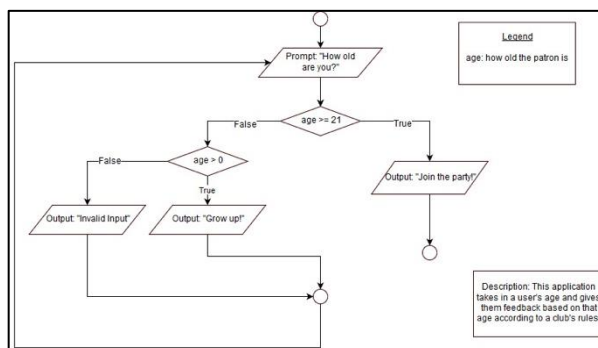 Legend
age: how old the patron is
Prompt: "How old
are you?"
age >= 21
False
True
age > 0
False
True
Output: "Join the party!"
Output: "Invalid Input"
Output: "Grow up!"
Description: This application
takes in a user's age and gives
them feedback based on that
age according to a club's rules